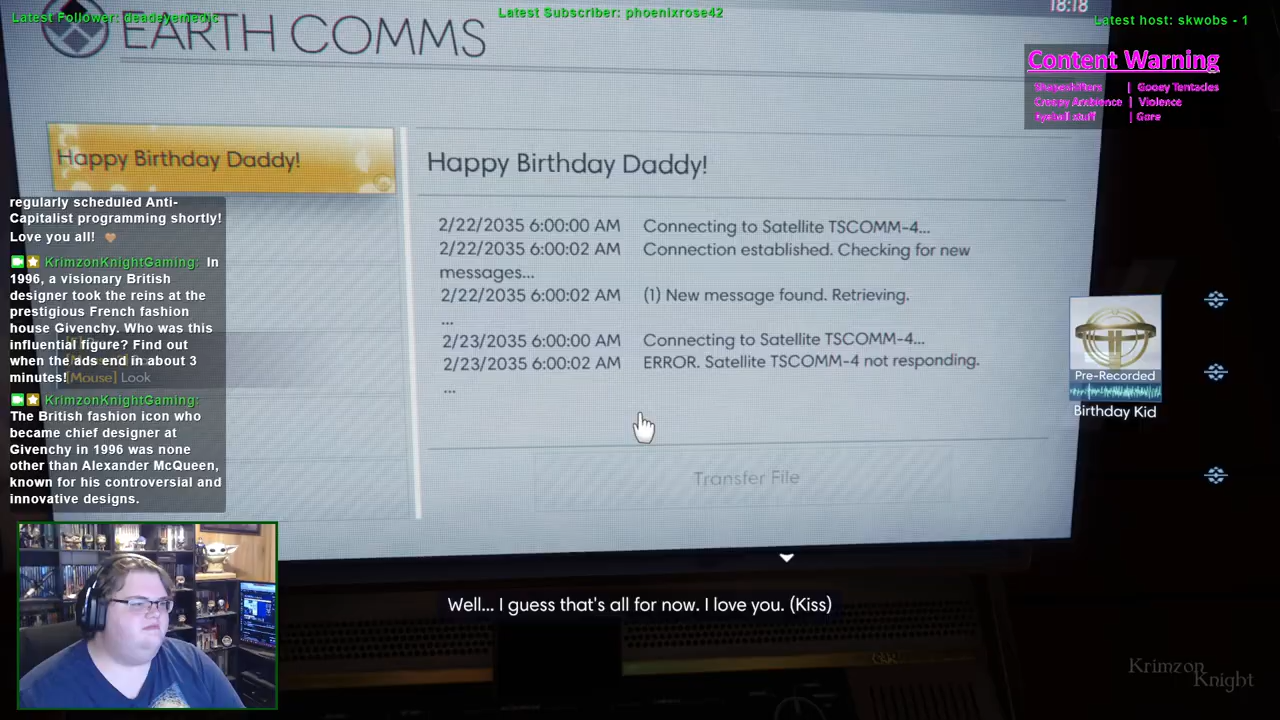 Latest Follower: deadeyemedic
Latest Subscriber: phoenixrose42
18:18
Latest host: skwobs - 1
EARTH COMMS
Content Warning
Shapeshifters | Gooey Tentacles
Creepy Ambience | Violence
Eyeball stuff | Gore
Happy Birthday Daddy!
Happy Birthday Daddy!
2/22/2035 6:00:00 AM Connecting to Satellite TSCOMM-4...
2/22/2035 6:00:02 AM Connection established. Checking for new
messages...
2/22/2035 6:00:02 AM (1) New message found. Retrieving.
...
2/23/2035 6:00:00 AM Connecting to Satellite TSCOMM-4...
2/23/2035 6:00:02 AM ERROR. Satellite TSCOMM-4 not responding.
...
Transfer File
Pre-Recorded
Birthday Kid
regularly scheduled Anti-
Capitalist programming shortly!
Love you all!
KrimzonKnightGaming: In
1996, a visionary British
designer took the reins at the
prestigious French fashion
house Givenchy. Who was this
influential figure? Find out
when the ads end in about 3
minutes!
[Mouse] Look
KrimzonKnightGaming:
The British fashion icon who
became chief designer at
Givenchy in 1996 was none
other than Alexander McQueen,
known for his controversial and
innovative designs.
Well... I guess that's all for now. I love you. (Kiss)
Krimzon
Knight